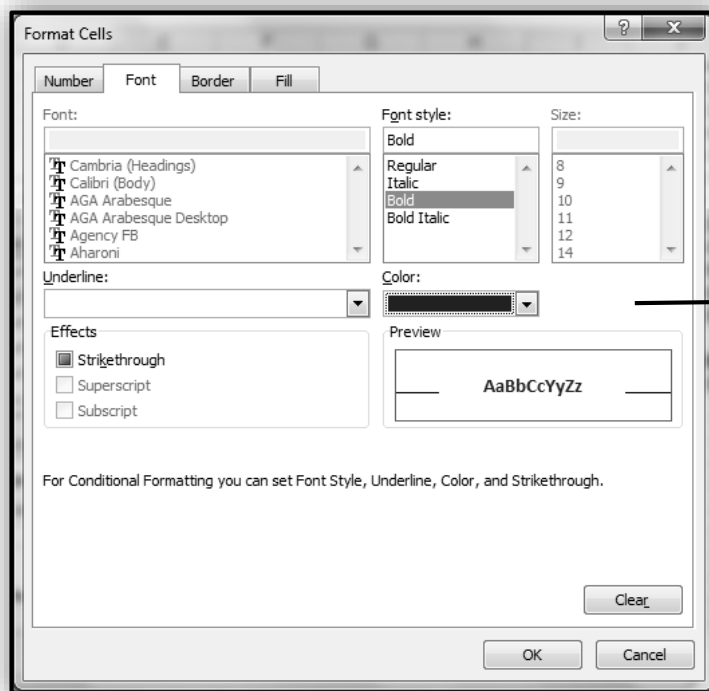 Format Cells
Number Font Border Fill
Font: Font style: Size:
Bold
Cambria (Headings) Regular 8
Calibri (Body) Italic 9
AGA Arabesque Bold 10
AGA Arabesque Desktop Bold Italic 11
Agency FB 12
Aharoni 14
Underline: Color:
Effects Preview
Strikethrough
Superscript AaBbCcYyZz
Subscript
For Conditional Formatting you can set Font Style, Underline, Color, and Strikethrough.
Clear
OK Cancel